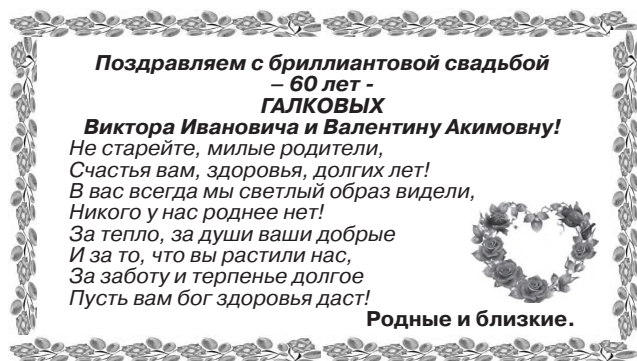 Поздравляем с бриллиантовой свадьбой
– 60 лет -
ГАЛКОВЫХ
Виктора Ивановича и Валентину Акимовну!
Не старейте, милые родители,
Счастья вам, здоровья, долгих лет!
В вас всегда мы светлый образ видели,
Никого у нас роднее нет!
За тепло, за души ваши добрые
И за то, что вы растили нас,
За заботу и терпенье долгое
Пусть вам бог здоровья даст!
Родные и близкие.